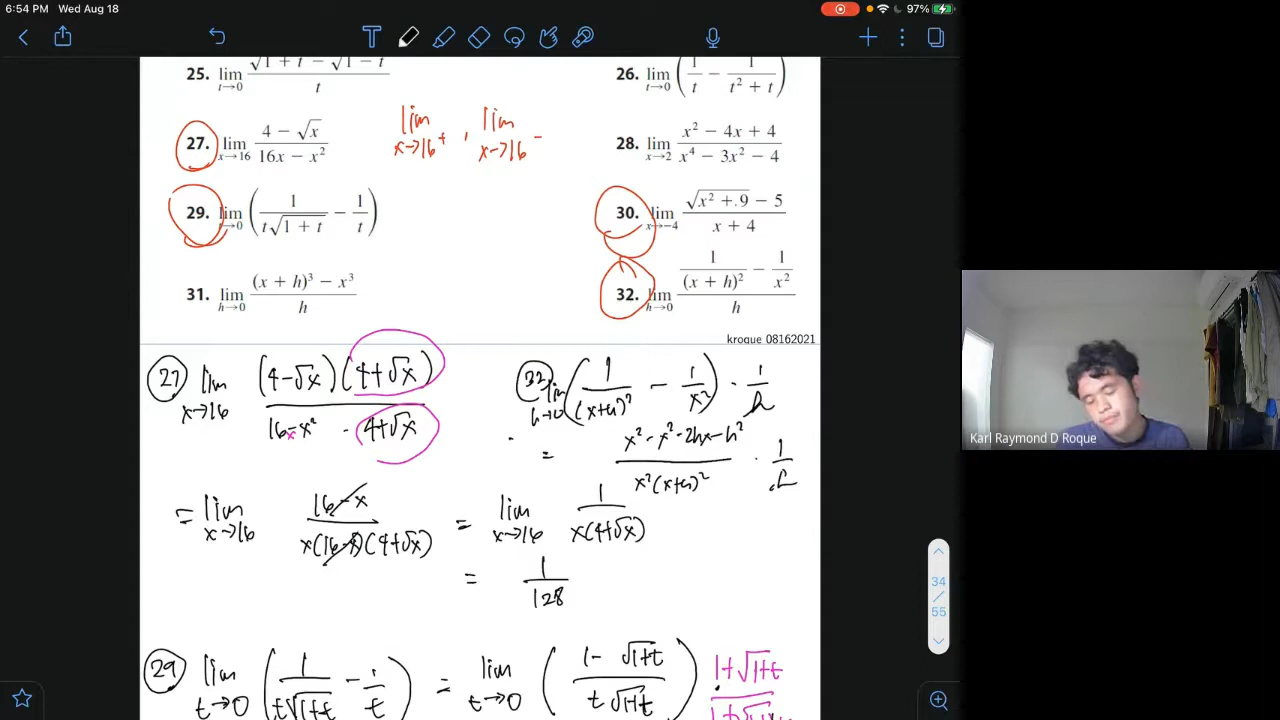 6:54 PM Wed Aug 18
97%
25. lim t→0 √1 + t − √1 − t / t
26. lim t→0 (1/t − 1/t² + t)
27. lim x→16 4 − √x / 16x − x²
lim x→16+ , lim x→16−
28. lim x→2 x² − 4x + 4 / x⁴ − 3x² − 4
29. lim t→0 (1/t√1 + t − 1/t)
30. lim x→−4 √x² + .9 − 5 / x + 4
31. lim h→0 (x + h)³ − x³ / h
32. lim h→0 1/(x + h)² − 1/x² / h
kroque 08162021
27 lim x→16 (4−√x)(4+√x) / 16x−x² · 4+√x
32 lim h→0 (1/(x+h)² − 1/x²) · 1/h
= x² − x² − 2hx − h² / x²(x+h)² · 1/h
= lim x→16 16−x / x(16−x)(4+√x) = lim x→16 1/x(4+√x)
= 1/128
29 lim t→0 (1/t√1+t − 1/t) = lim t→0 (1−√1+t / t√1+t) 1+√1+t / 1+√1+t
34 / 55
Karl Raymond D Roque